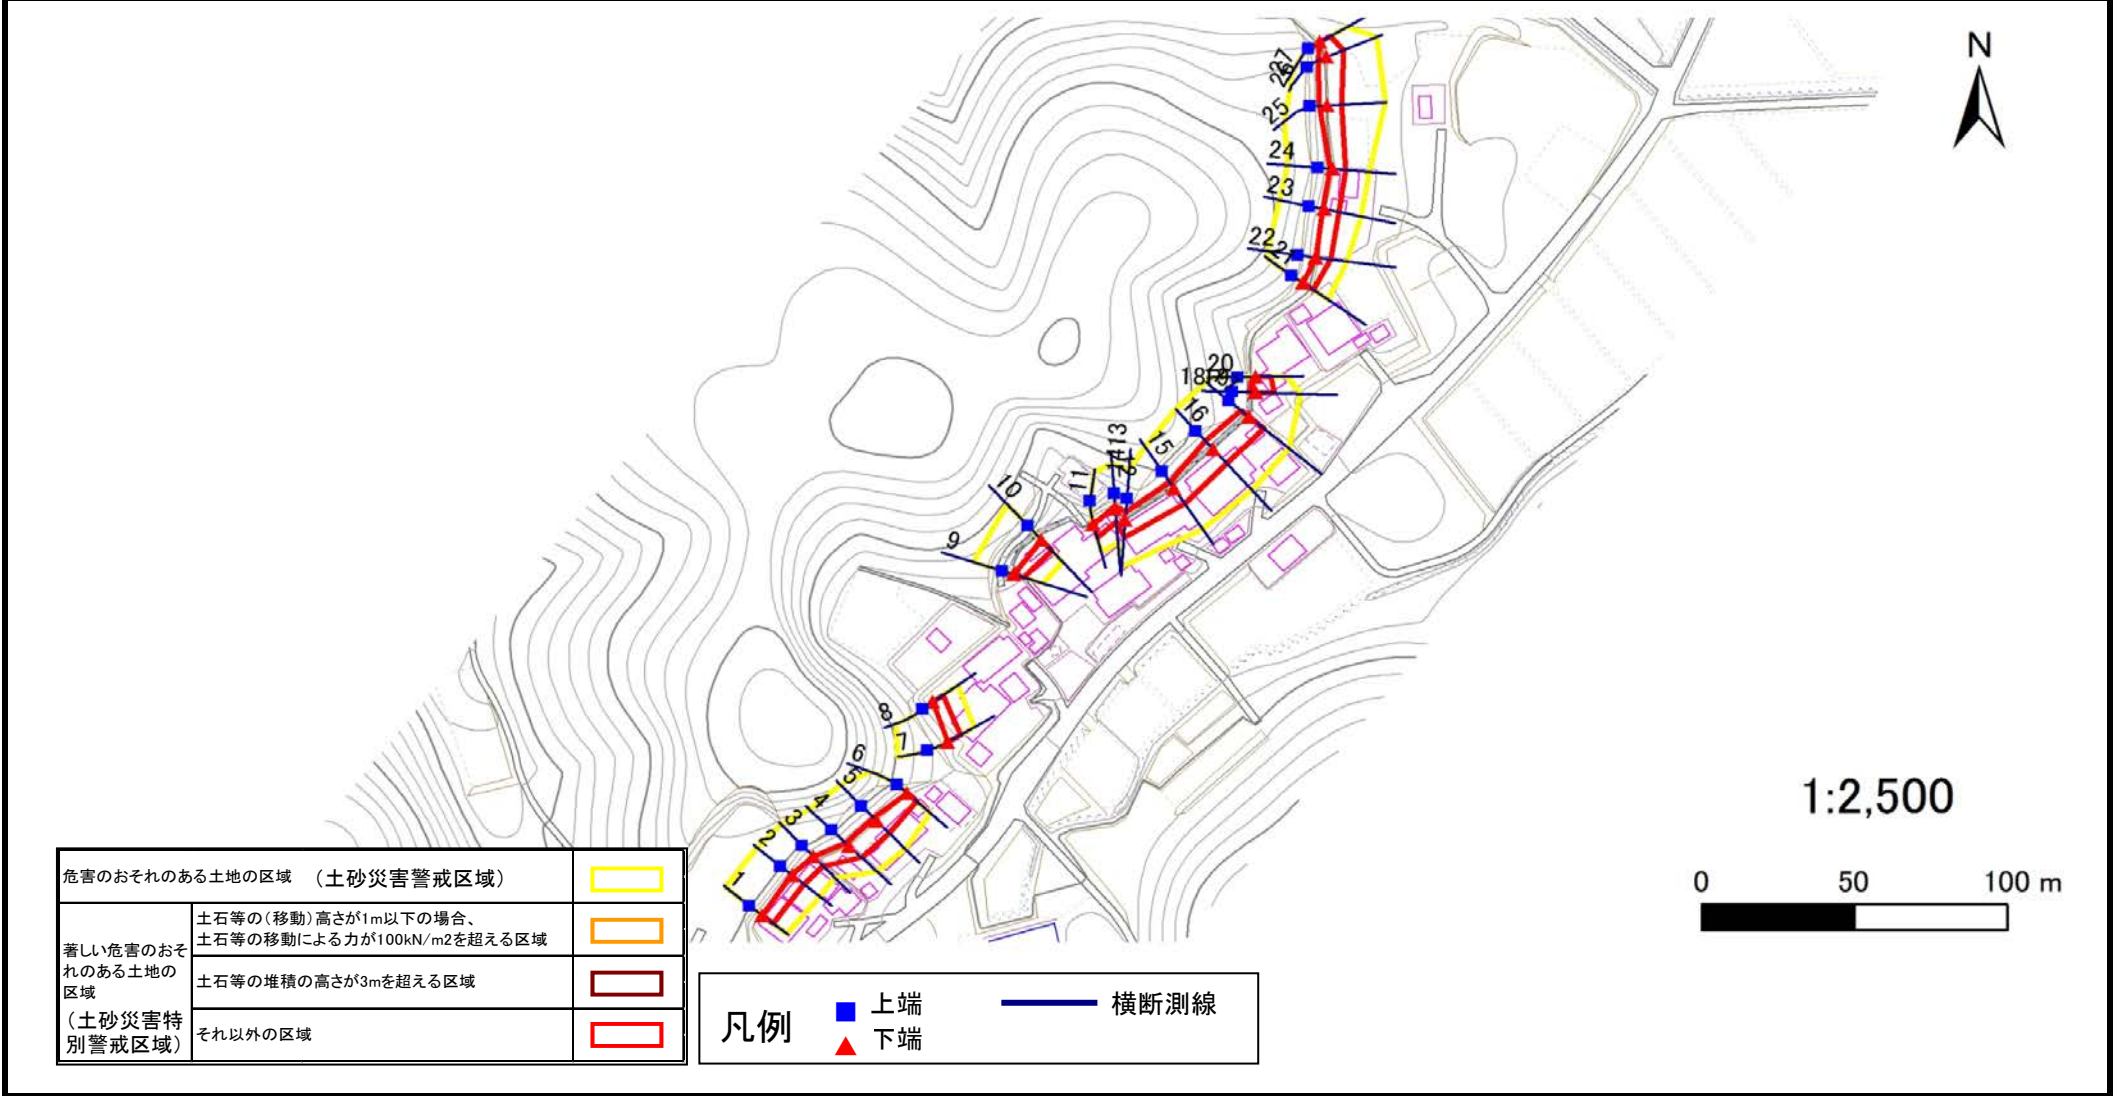 N
27
26
25
24
23
22
20
18
16
15
13
11
10
9
8
7
6
5
4
3
2
1
1:2,500
0 50 100 m
危害のおそれのある土地の区域 (土砂災害警戒区域)
著しい危害のおそ
れのある土地の
区域
(土砂災害特
別警戒区域)
土石等の(移動)高さが1m以下の場合、
土石等の移動による力が100kN/m2を超える区域
土石等の堆積の高さが3mを超える区域
それ以外の区域
凡例
上端
下端
横断測線